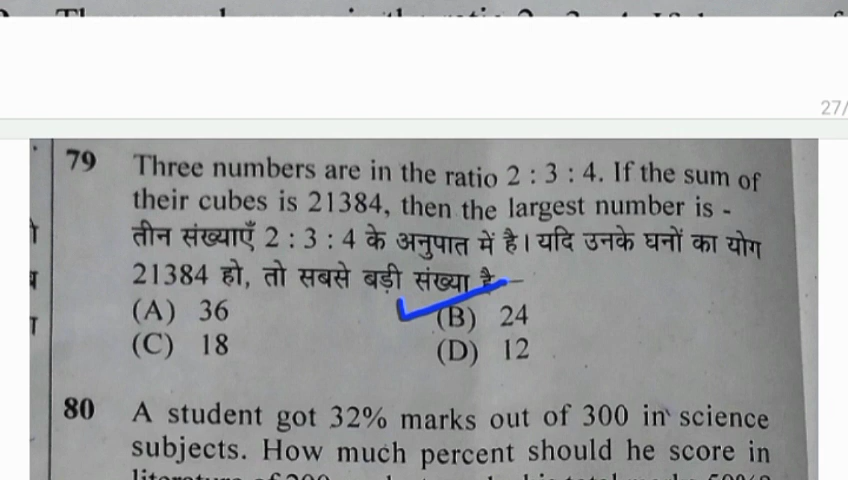 27/
79 Three numbers are in the ratio 2 : 3 : 4. If the sum of
their cubes is 21384, then the largest number is -
तीन संख्याएँ 2 : 3 : 4 के अनुपात में है। यदि उनके घनों का योग
21384 हो, तो सबसे बड़ी संख्या है –
(A) 36 (B) 24
(C) 18 (D) 12
80 A student got 32% marks out of 300 in science
subjects. How much percent should he score in